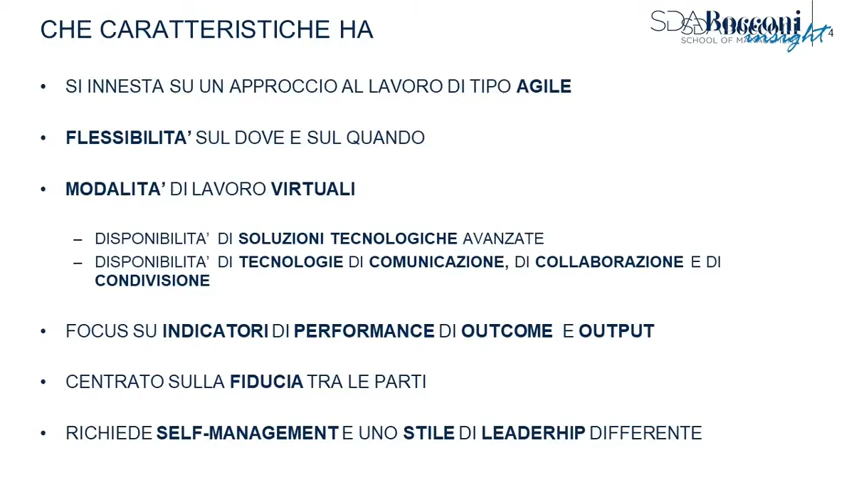 CHE CARATTERISTICHE HA
SDA Bocconi
SCHOOL OF MANAGEMENT
insight
4
• SI INNESTA SU UN APPROCCIO AL LAVORO DI TIPO AGILE
• FLESSIBILITA’ SUL DOVE E SUL QUANDO
• MODALITA’ DI LAVORO VIRTUALI
– DISPONIBILITA’ DI SOLUZIONI TECNOLOGICHE AVANZATE
– DISPONIBILITA’ DI TECNOLOGIE DI COMUNICAZIONE, DI COLLABORAZIONE E DI
CONDIVISIONE
• FOCUS SU INDICATORI DI PERFORMANCE DI OUTCOME E OUTPUT
• CENTRATO SULLA FIDUCIA TRA LE PARTI
• RICHIEDE SELF-MANAGEMENT E UNO STILE DI LEADERHIP DIFFERENTE